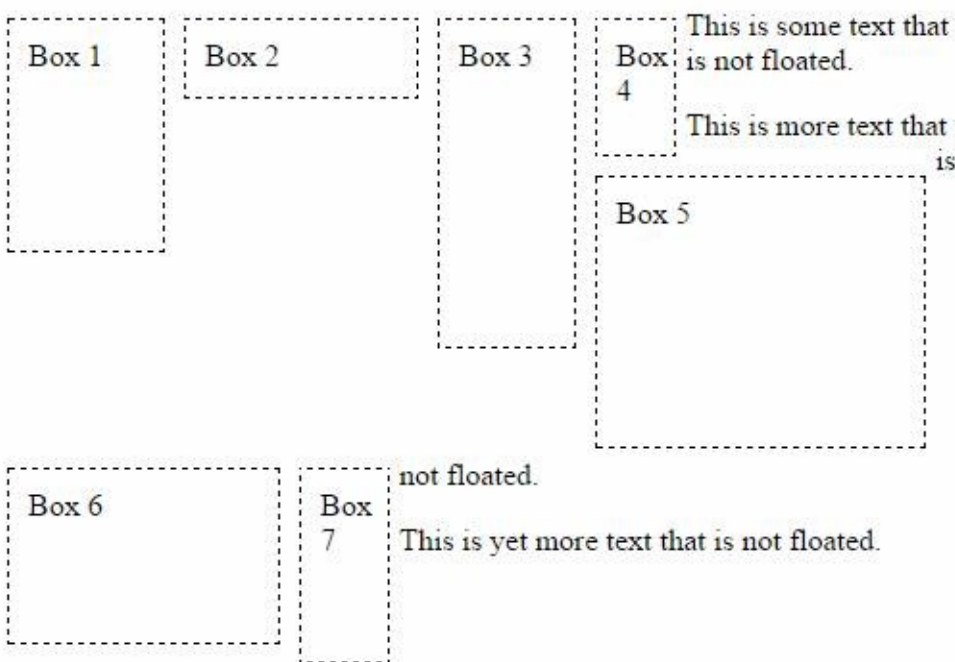 Box 1
Box 2
Box 3
Box
4
This is some text that
is not floated.
This is more text that
is
Box 5
Box 6
Box
7
not floated.
This is yet more text that is not floated.